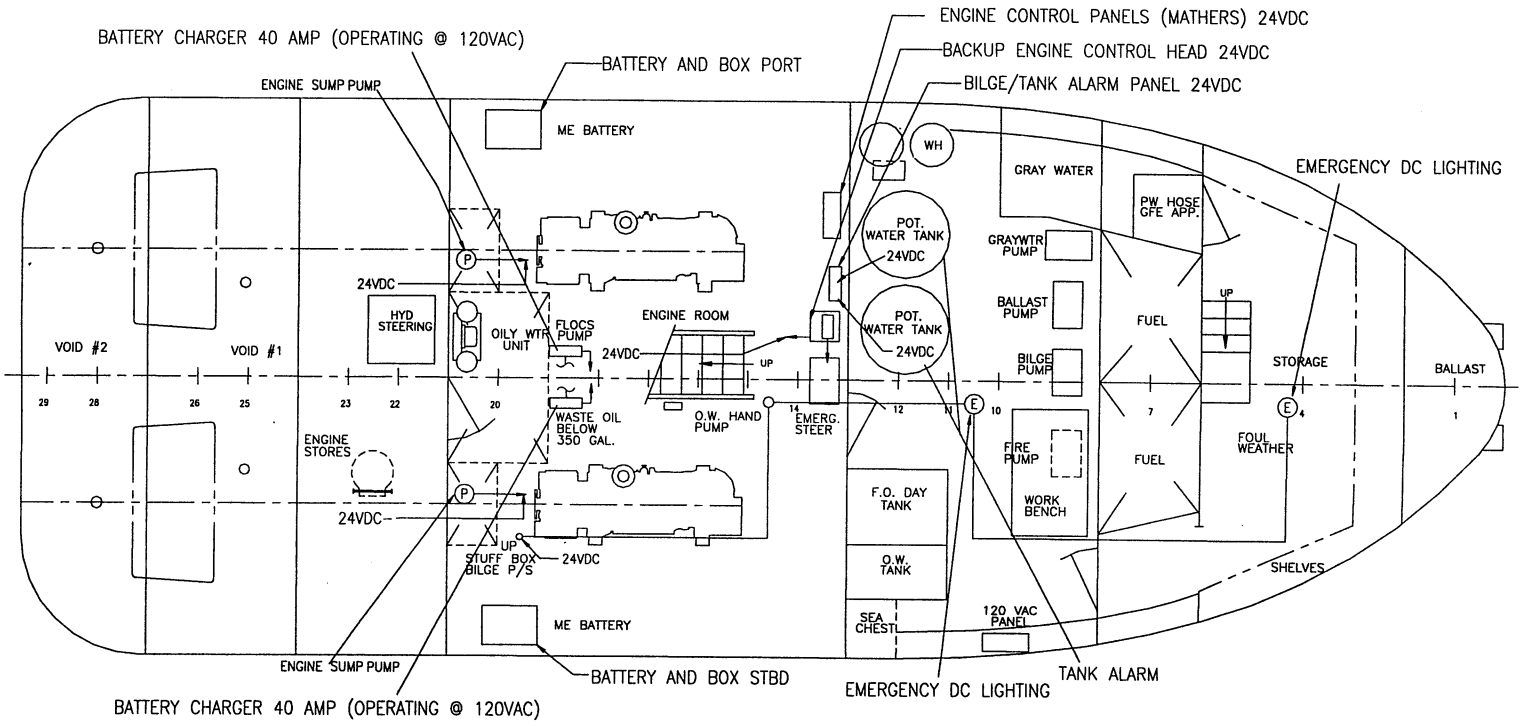 ENGINE CONTROL PANELS (MATHERS) 24VDC
BATTERY CHARGER 40 AMP (OPERATING @ 120VAC)
BACKUP ENGINE CONTROL HEAD 24VDC
BATTERY AND BOX PORT
BILGE/TANK ALARM PANEL 24VDC
ENGINE SUMP PUMP
ME BATTERY
WH
EMERGENCY DC LIGHTING
GRAY WATER
PW HOSE
GFE APP.
POT.
WATER TANK
GRAYWTR
PUMP
24VDC
24VDC
HYD
STEERING
OILY WTR
UNIT
FLOCS
PUMP
ENGINE ROOM
POT.
WATER TANK
BALLAST
PUMP
FUEL
UP
VOID #2
VOID #1
24VDC
UP
24VDC
BILGE
PUMP
STORAGE
BALLAST
29
28
26
25
23
22
20
14
12
11
10
7
4
1
WASTE OIL
BELOW
350 GAL.
O.W. HAND
PUMP
EMERG.
STEER
E
E
ENGINE
STORES
FIRE
PUMP
FUEL
FOUL
WEATHER
P
P
F.O. DAY
TANK
WORK
BENCH
24VDC
UP
STUFF BOX
BILGE P/S
24VDC
O.W.
TANK
SHELVES
ME BATTERY
SEA
CHEST
120 VAC
PANEL
ENGINE SUMP PUMP
BATTERY AND BOX STBD
TANK ALARM
EMERGENCY DC LIGHTING
BATTERY CHARGER 40 AMP (OPERATING @ 120VAC)